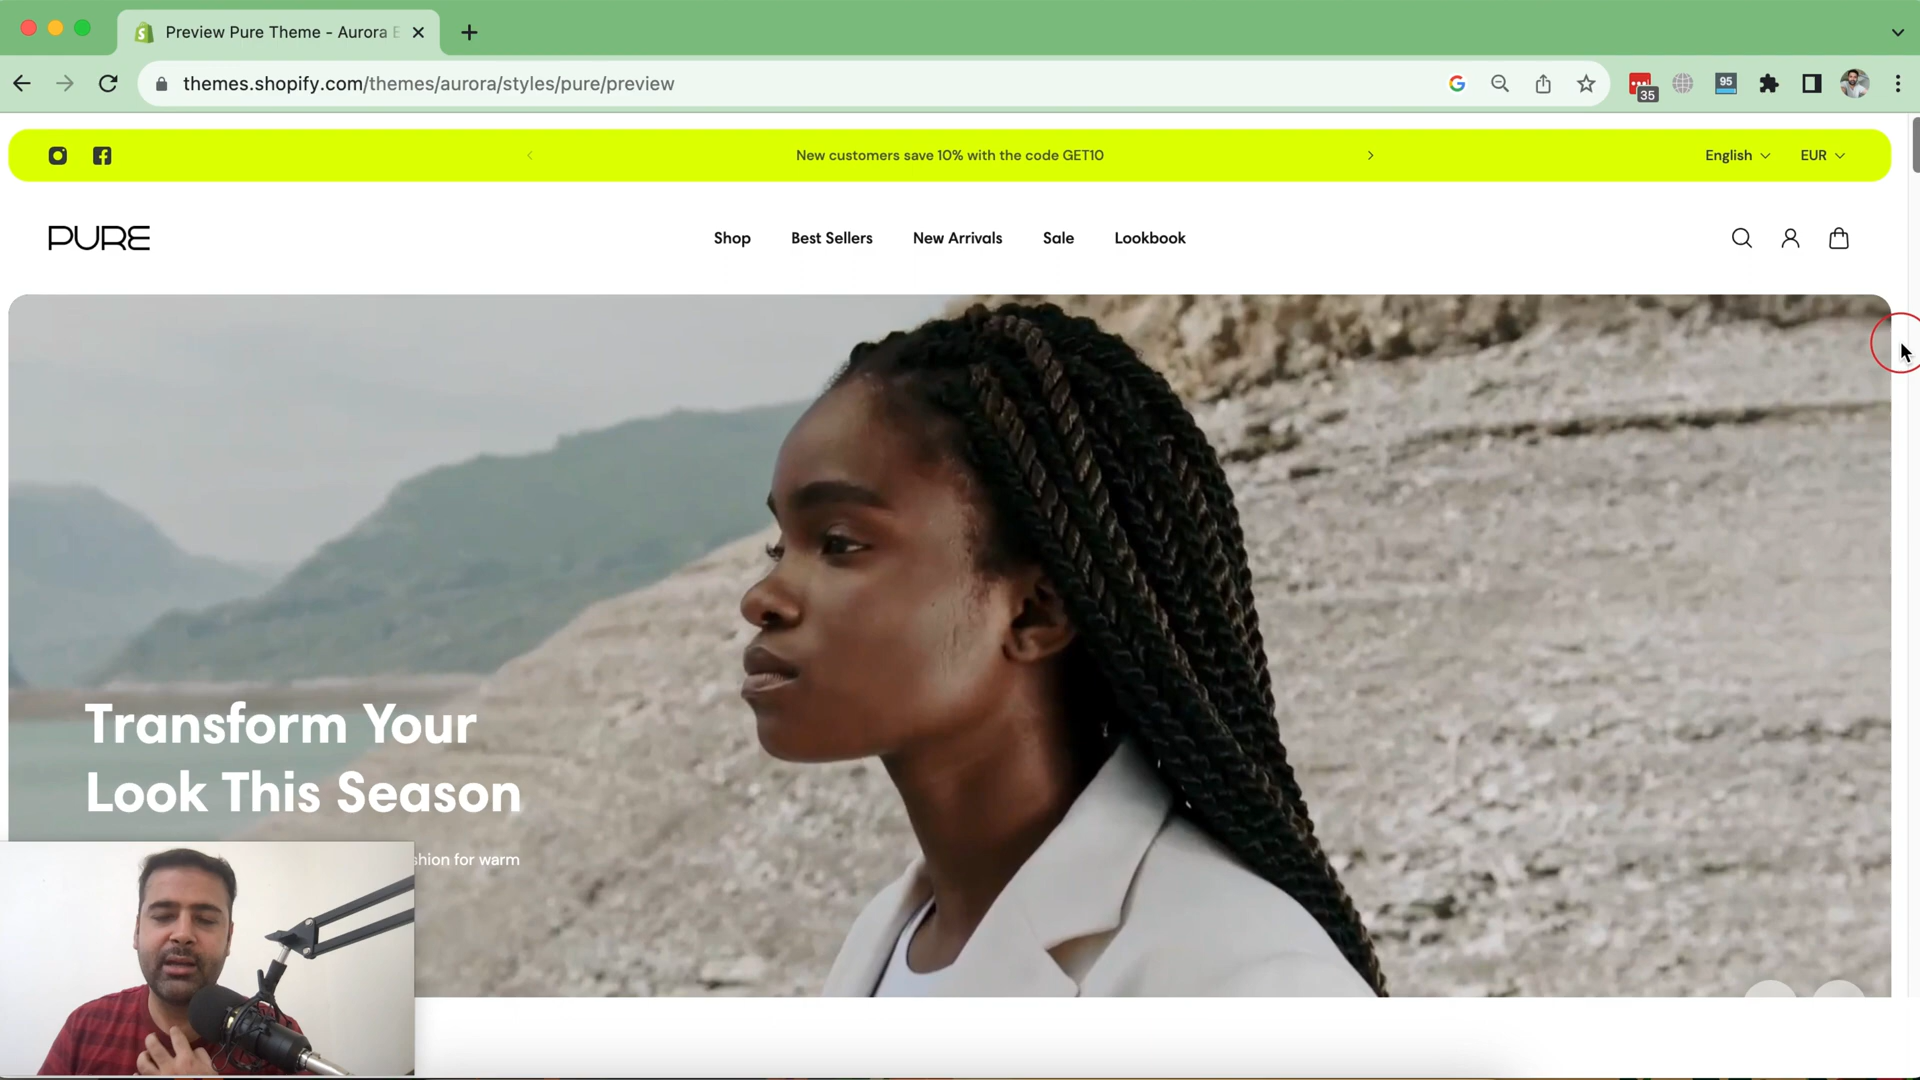 Preview Pure Theme - Aurora E
themes.shopify.com/themes/aurora/styles/pure/preview
35
95
New customers save 10% with the code GET10
English
EUR
PURE
Shop
Best Sellers
New Arrivals
Sale
Lookbook
Transform Your
Look This Season
shion for warm